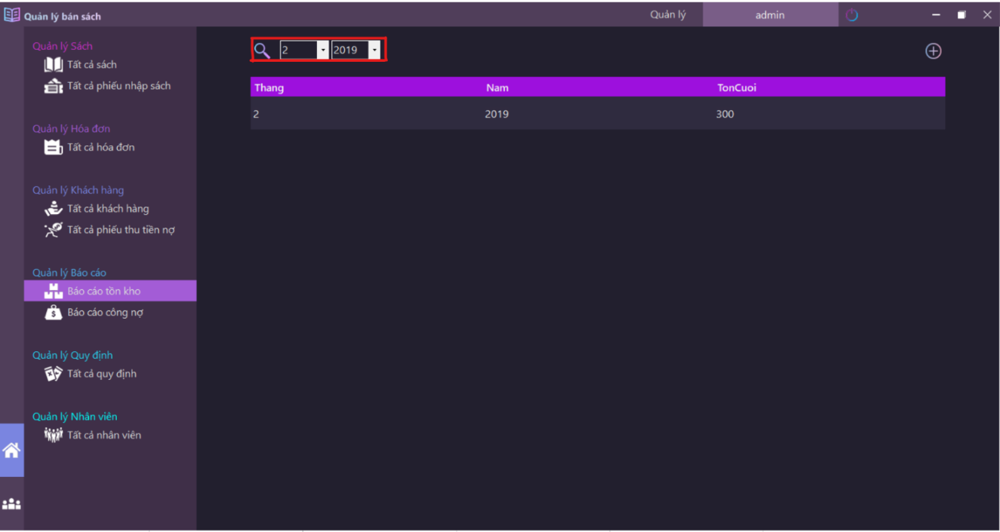 Quản lý bán sách
Quản lý admin
Quản lý Sách
Tất cả sách
Tất cả phiếu nhập sách
Quản lý Hóa đơn
Tất cả hóa đơn
Quản lý Khách hàng
Tất cả khách hàng
Tất cả phiếu thu tiền nợ
Quản lý Báo cáo
Báo cáo tồn kho
Báo cáo công nợ
Quản lý Quy định
Tất cả quy định
Quản lý Nhân viên
Tất cả nhân viên
2 2019
Thang Nam TonCuoi
2 2019 300